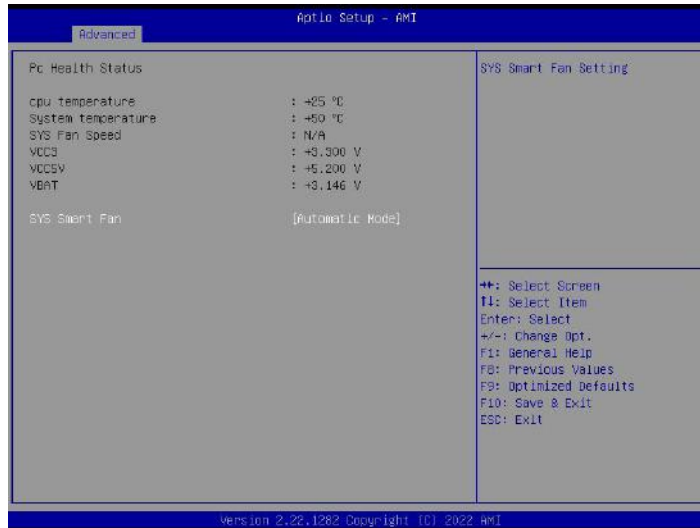 Aptio Setup - AMI
Advanced
Pc Health Status
cpu temperature : +25 °C
System temperature : +50 °C
SYS Fan Speed : N/A
VCC3 : +3.300 V
VCC5V : +5.200 V
VBAT : +3.146 V
SYS Smart Fan [Automatic Mode]
SYS Smart Fan Setting
→←: Select Screen
↑↓: Select Item
Enter: Select
+/-: Change Opt.
F1: General Help
F8: Previous Values
F9: Optimized Defaults
F10: Save & Exit
ESC: Exit
Version 2.22.1282 Copyright (C) 2022 AMI